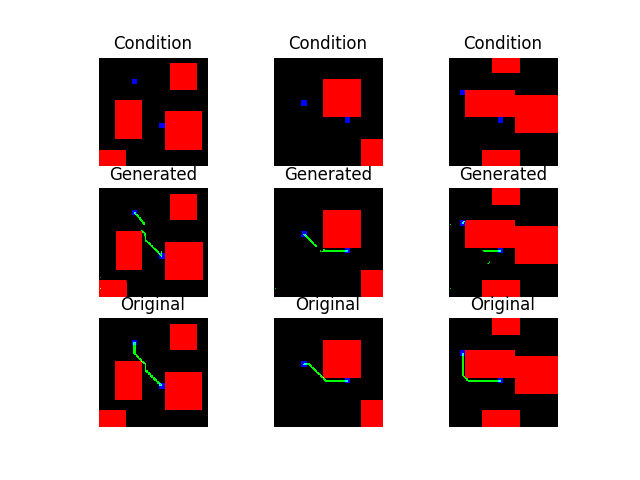 Condition Condition Condition
Generated Generated Generated
Original Original Original